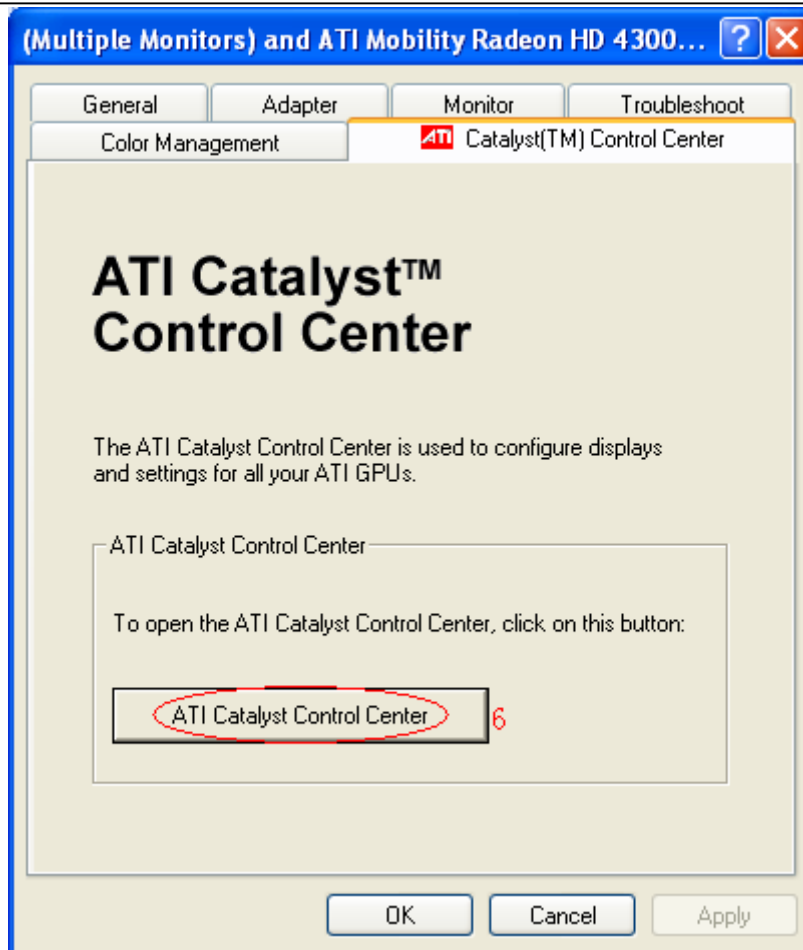 (Multiple Monitors) and ATI Mobility Radeon HD 4300...
General Adapter Monitor Troubleshoot
Color Management ATI Catalyst(TM) Control Center
ATI Catalyst™
Control Center
The ATI Catalyst Control Center is used to configure displays
and settings for all your ATI GPUs.
ATI Catalyst Control Center
To open the ATI Catalyst Control Center, click on this button:
ATI Catalyst Control Center 6
OK Cancel Apply